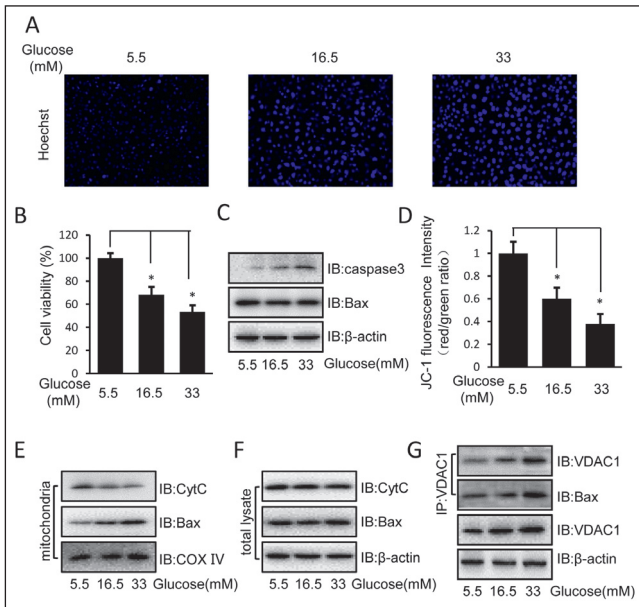 A
Glucose (mM) 5.5 16.5 33
Hoechst
B
Cell viability (%)
120
100
80
60
40
20
0
* *
Glucose (mM) 5.5 16.5 33
C
IB:caspase3
IB:Bax
IB:β-actin
5.5 16.5 33 Glucose(mM)
D
JC-1 fluorescence Intensity
(red/green ratio)
1.2
1
0.8
0.6
0.4
0.2
0
* *
Glucose (mM) 5.5 16.5 33
E
mitochondria
IB:CytC
IB:Bax
IB:COX IV
5.5 16.5 33 Glucose(mM)
F
total lysate
IB:CytC
IB:Bax
IB:β-actin
5.5 16.5 33 Glucose(mM)
G
IP:VDAC1
IB:VDAC1
IB:Bax
IB:VDAC1
IB:β-actin
5.5 16.5 33 Glucose(mM)